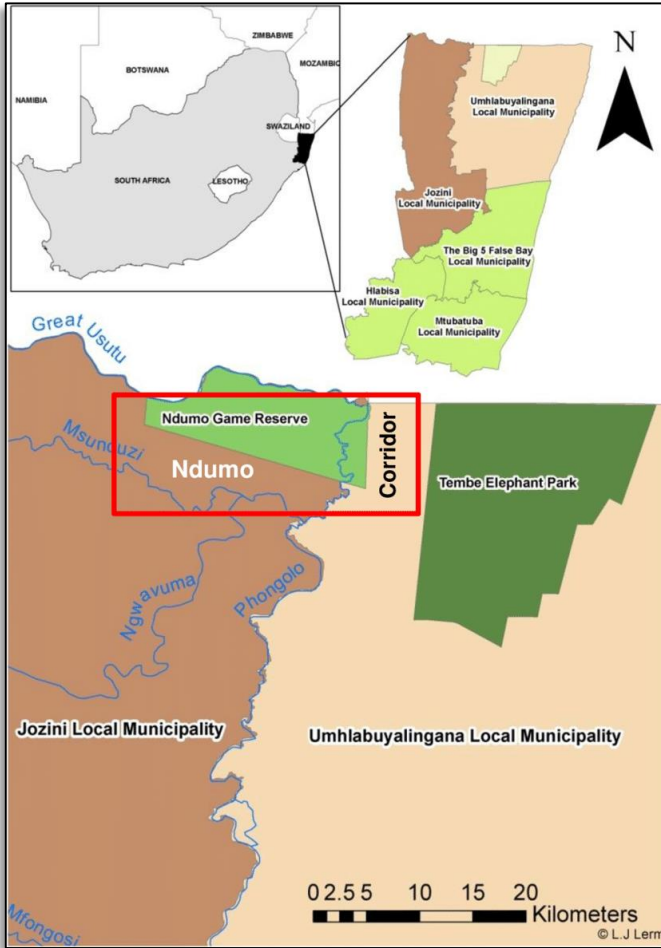 ZIMBABWE
BOTSWANA
MOZAMBIC
NAMIBIA
SWAZILAND
SOUTH AFRICA
LESOTHO
N
Umhlabuyalingana
Local Municipality
Jozini
Local Municipality
The Big 5 False Bay
Local Municipality
Hlabisa
Local Municipality
Mtubatuba
Local Municipality
Great Usutu
Ndumo Game Reserve
Msunduzi
Ndumo
Corridor
Tembe Elephant Park
Ngwavuma
Phongolo
Jozini Local Municipality
Umhlabuyalingana Local Municipality
0 2.5 5 10 15 20
Kilometers
Mfongosi
© L.J Lerm